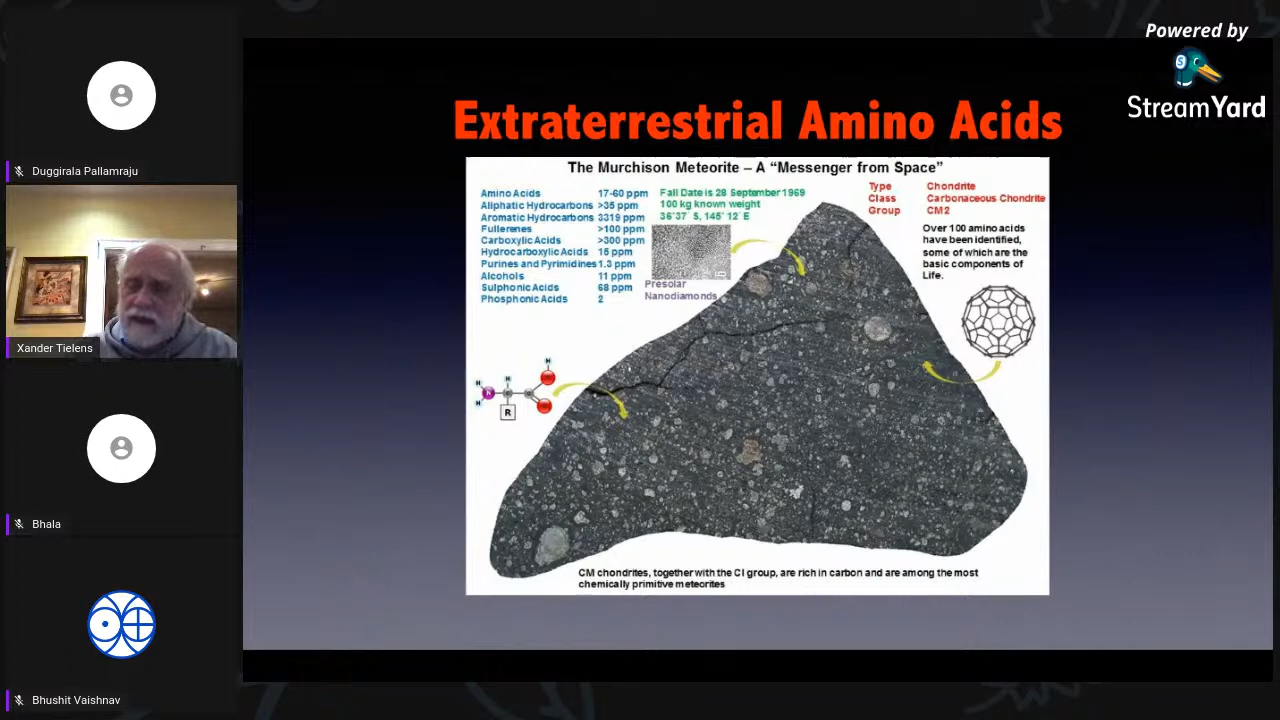 Powered by
StreamYard
Duggirala Pallamraju
Xander Tielens
Bhala
Bhushit Vaishnav
Extraterrestrial Amino Acids
The Murchison Meteorite – A “Messenger from Space”
Amino Acids 17-60 ppm
Aliphatic Hydrocarbons >35 ppm
Aromatic Hydrocarbons 3319 ppm
Fullerenes >100 ppm
Carboxylic Acids >300 ppm
Hydrocarboxylic Acids 15 ppm
Purines and Pyrimidines 1.3 ppm
Alcohols 11 ppm
Sulphonic Acids 68 ppm
Phosphonic Acids 2
Fall Date is 28 September 1969
100 kg known weight
36°37' S, 145° 12' E
Presolar
Nanodiamonds
Type Chondrite
Class Carbonaceous Chondrite
Group CM2
Over 100 amino acids
have been identified,
some of which are the
basic components of
Life.
H
H
H
N
H
R
CM chondrites, together with the CI group, are rich in carbon and are among the most
chemically primitive meteorites